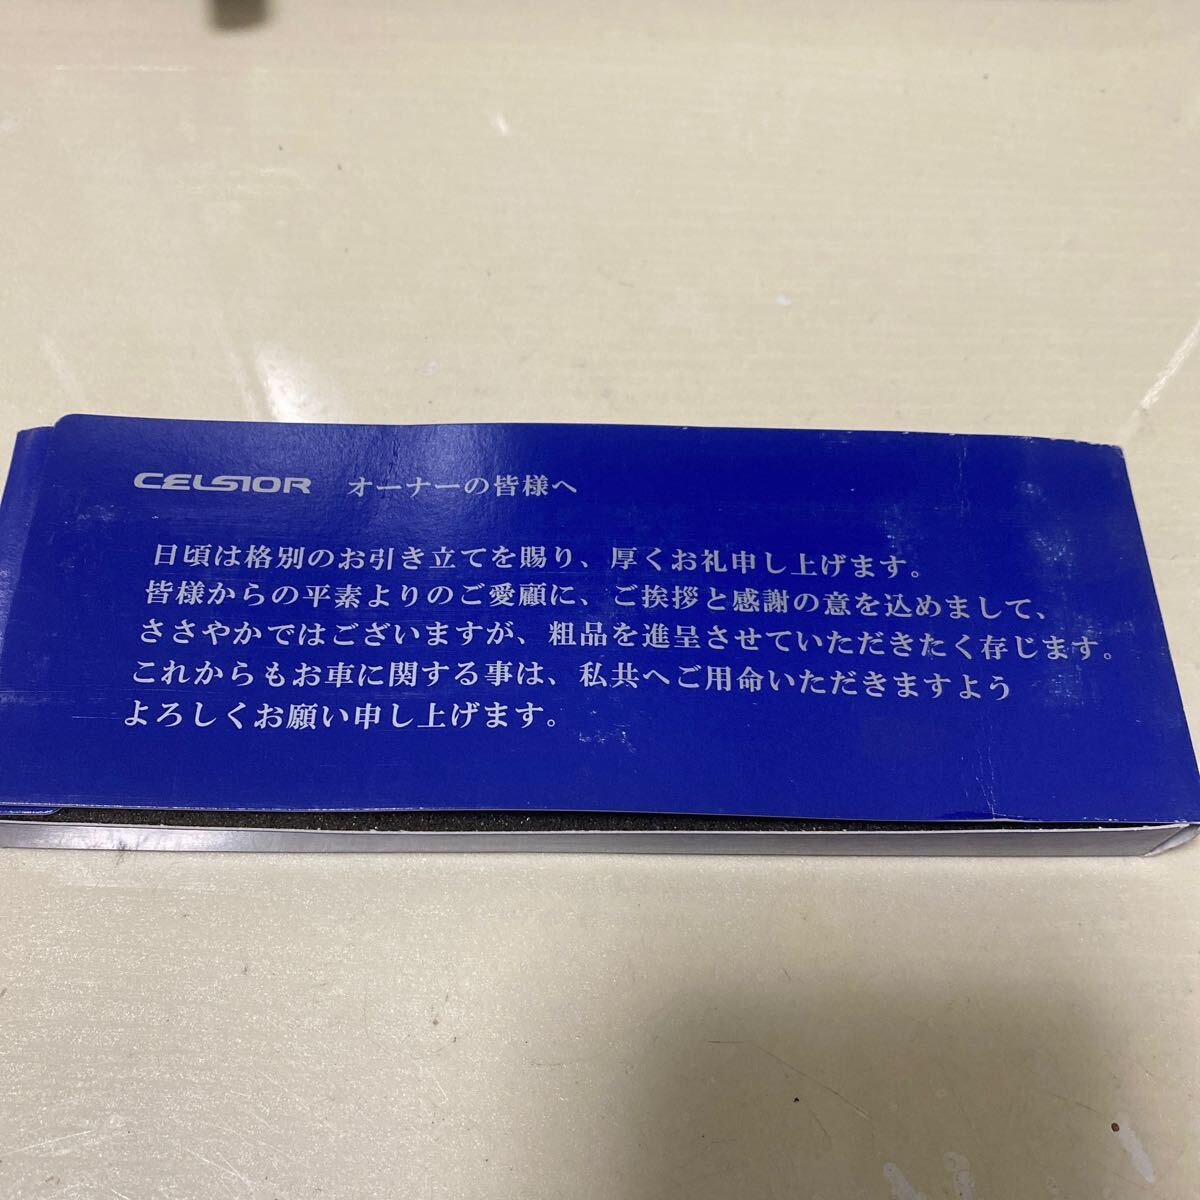 CELSIOR オーナーの皆様へ
日頃は格別のお引き立てを賜り、厚くお礼申し上げます。
皆様からの平素よりのご愛顧に、ご挨拶と感謝の意を込めまして、
ささやかではございますが、粗品を進呈させていただきたく存じます。
これからもお車に関する事は、私共へご用命いただきますよう
よろしくお願い申し上げます。